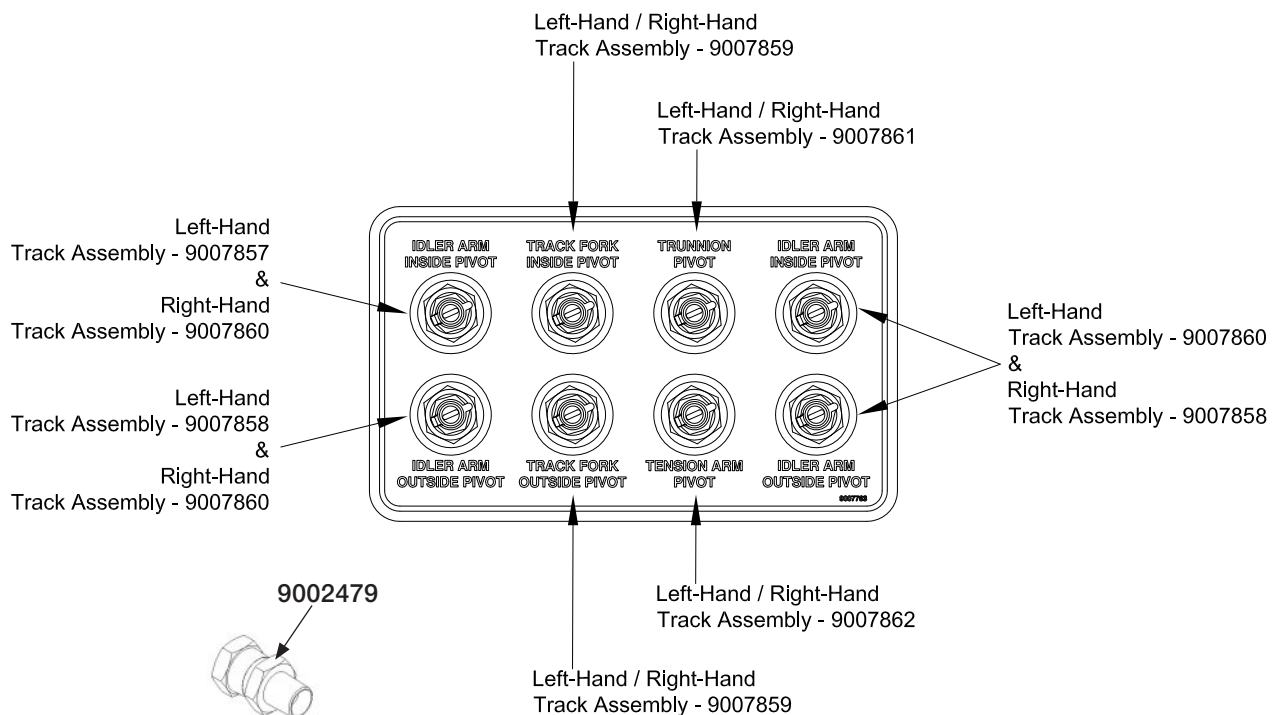 Left-Hand / Right-Hand
Track Assembly - 9007859
Left-Hand / Right-Hand
Track Assembly - 9007861
Left-Hand
Track Assembly - 9007857
&
Right-Hand
Track Assembly - 9007860
Left-Hand
Track Assembly - 9007858
&
Right-Hand
Track Assembly - 9007860
IDLER ARM
INSIDE PIVOT
TRACK FORK
INSIDE PIVOT
TRUNNION
PIVOT
IDLER ARM
INSIDE PIVOT
IDLER ARM
OUTSIDE PIVOT
TRACK FORK
OUTSIDE PIVOT
TENSION ARM
PIVOT
IDLER ARM
OUTSIDE PIVOT
9007763
Left-Hand
Track Assembly - 9007860
&
Right-Hand
Track Assembly - 9007858
9002479
Left-Hand / Right-Hand
Track Assembly - 9007862
Left-Hand / Right-Hand
Track Assembly - 9007859